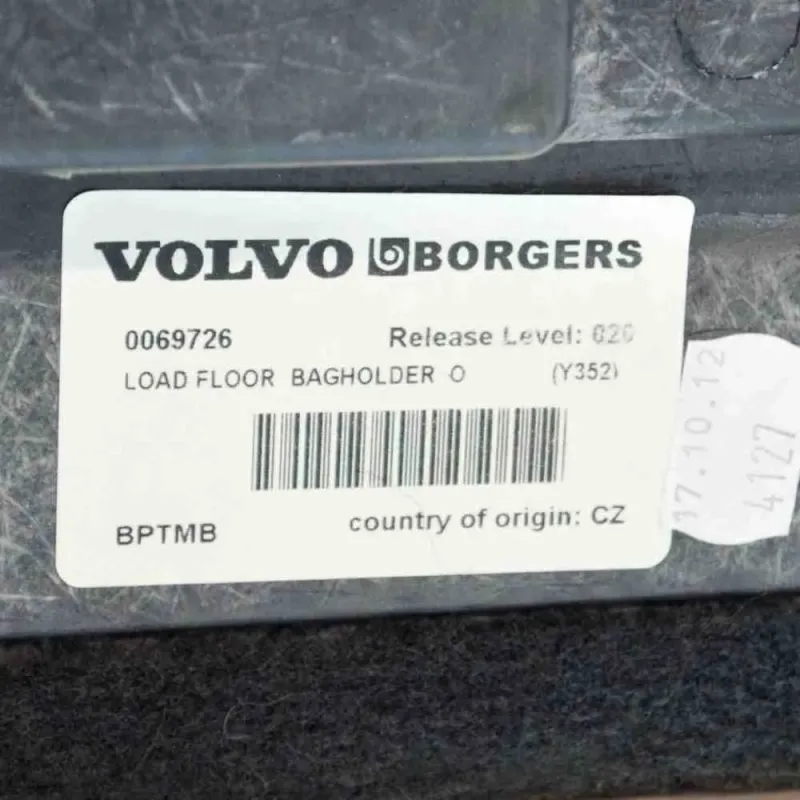 VOLVO BORGERS
0069726 Release Level: 020
LOAD FLOOR BAGHOLDER O (Y352)
BPTMB country of origin: CZ
17.10.12
4127